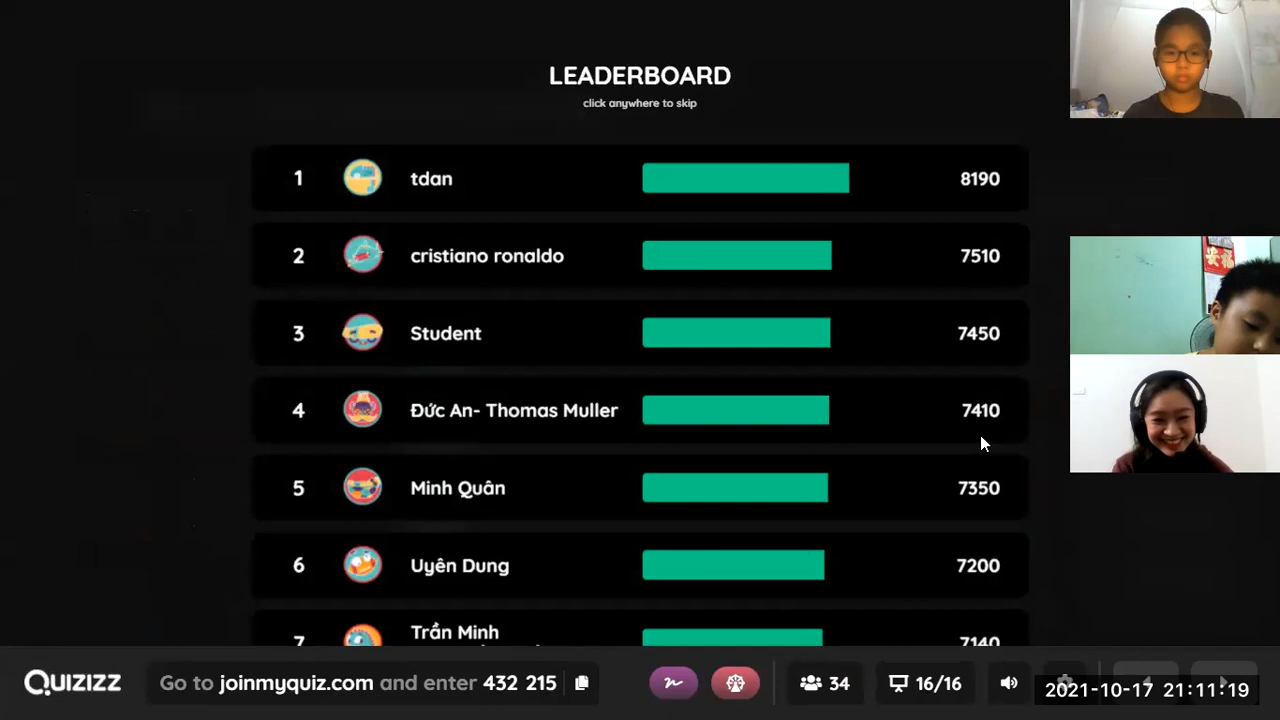 LEADERBOARD
click anywhere to skip
1 tdan 8190
2 cristiano ronaldo 7510
3 Student 7450
4 Đức An- Thomas Muller 7410
5 Minh Quân 7350
6 Uyên Dung 7200
7 Trần Minh 7140
Quizizz Go to joinmyquiz.com and enter 432 215 34 16/16
2021-10-17 21:11:19